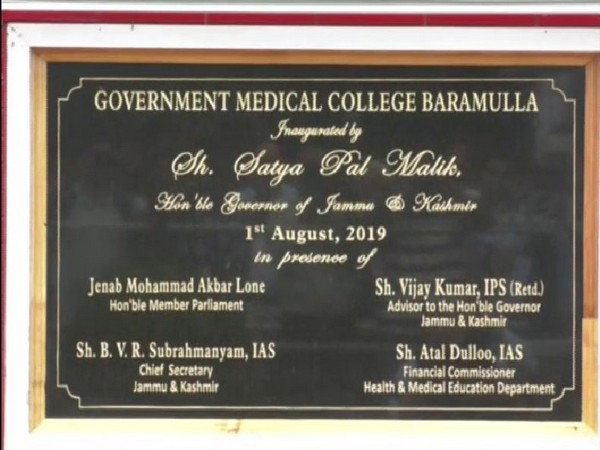 GOVERNMENT MEDICAL COLLEGE BARAMULLA
Inaugurated by
Sh. Satya Pal Malik,
Hon'ble Governor of Jammu & Kashmir
1st August, 2019
in presence of
Jenab Mohammad Akbar Lone
Hon'ble Member Parliament
Sh. Vijay Kumar, IPS (Retd.)
Advisor to the Hon'ble Governor
Jammu & Kashmir
Sh. B. V. R. Subrahmanyam, IAS
Chief Secretary
Jammu & Kashmir
Sh. Atal Dulloo, IAS
Financial Commissioner
Health & Medical Education Department